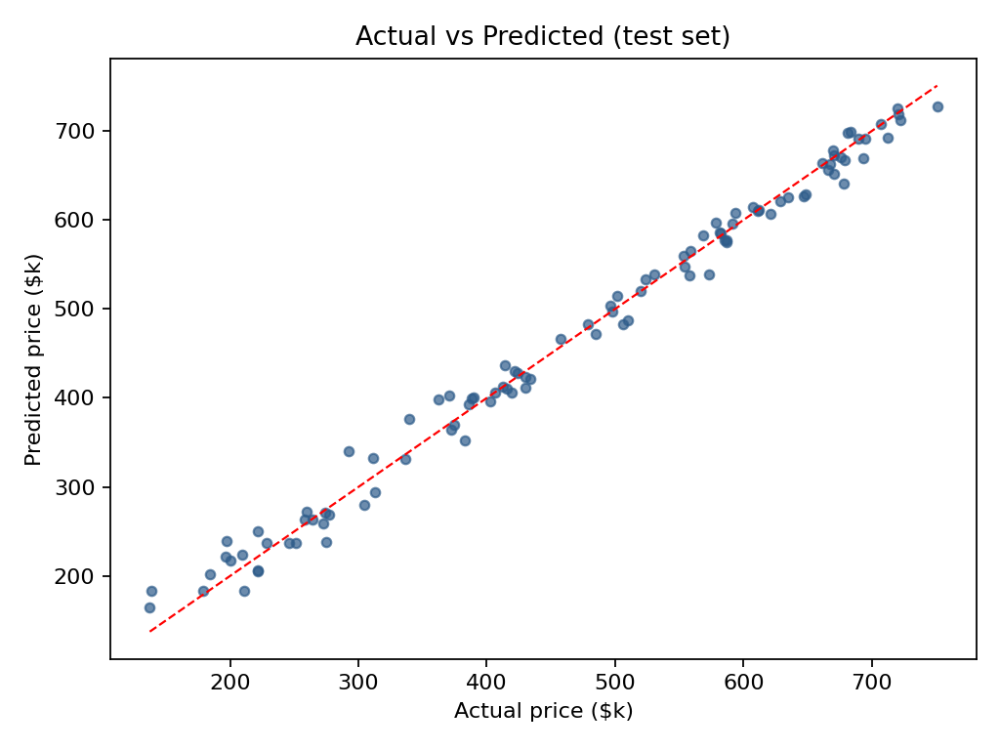 Actual vs Predicted (test set)
Predicted price ($k)
700
600
500
400
300
200
200 300 400 500 600 700
Actual price ($k)